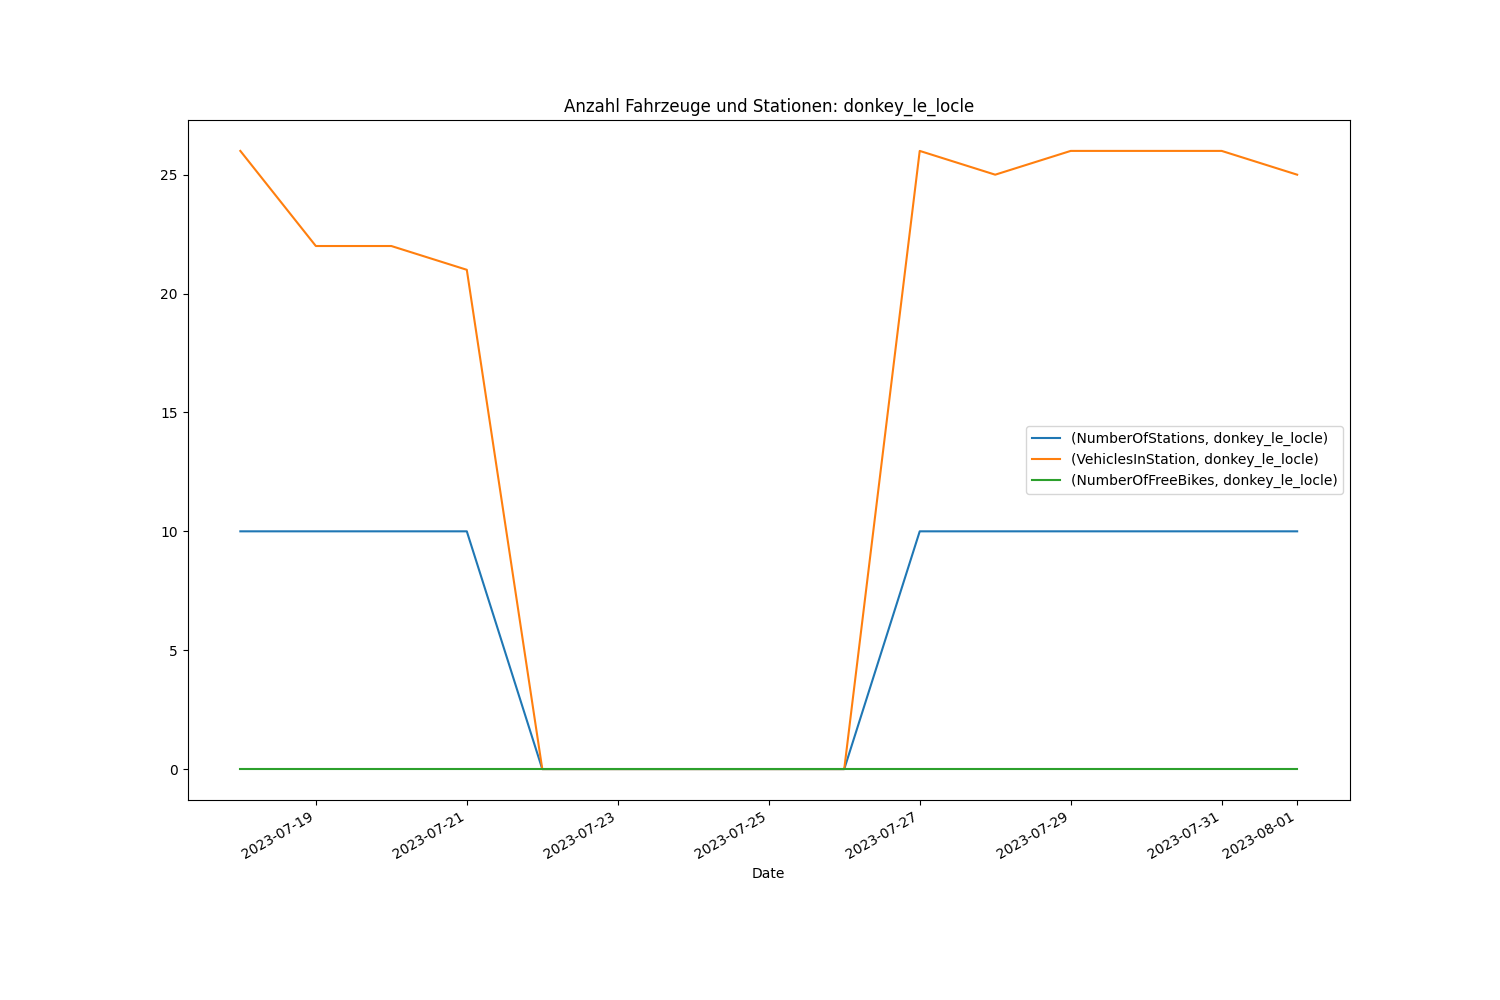 Anzahl Fahrzeuge und Stationen: donkey_le_locle
25
20
15
10
5
0
(NumberOfStations, donkey_le_locle)
(VehiclesInStation, donkey_le_locle)
(NumberOfFreeBikes, donkey_le_locle)
2023-07-19
2023-07-21
2023-07-23
2023-07-25
2023-07-27
2023-07-29
2023-07-31
2023-08-01
Date